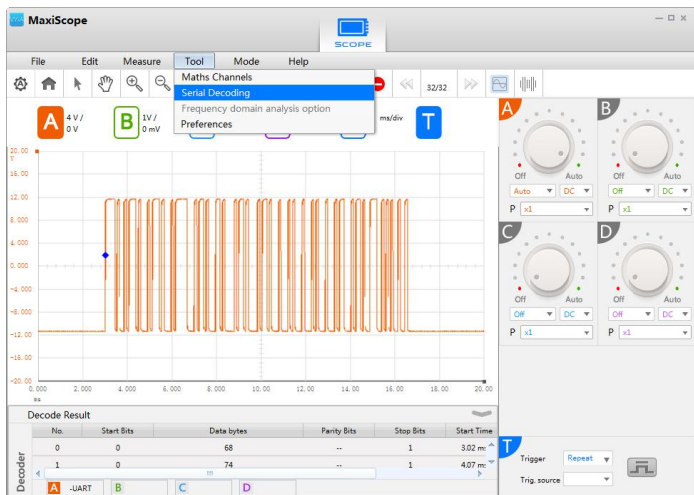 MaxiScope
SCOPE
File Edit Measure Tool Mode Help
Maths Channels
Serial Decoding
Frequency domain analysis option
Preferences
32/32
A 4 V / 0 V
B 1V / 0 mV
ms/div
T
20.00
16.00
12.00
8.000
4.000
0.000
-4.000
-8.000
-12.00
-16.00
-20.00
0.000 2.000 4.000 6.000 8.000 10.00 12.00 14.00 16.00 18.00 20.00
ms
A
Off Auto
Auto DC
P x1
B
Off Auto
Off DC
P x1
C
Off Auto
Off DC
P x1
D
Off Auto
Off DC
P x1
Decode Result
No. Start Bits Data bytes Parity Bits Stop Bits Start Time
0 0 68 -- 1 3.02 m
1 0 74 -- 1 4.07 m
Decoder
A -UART B C D
T
Trigger Repeat
Trig. source